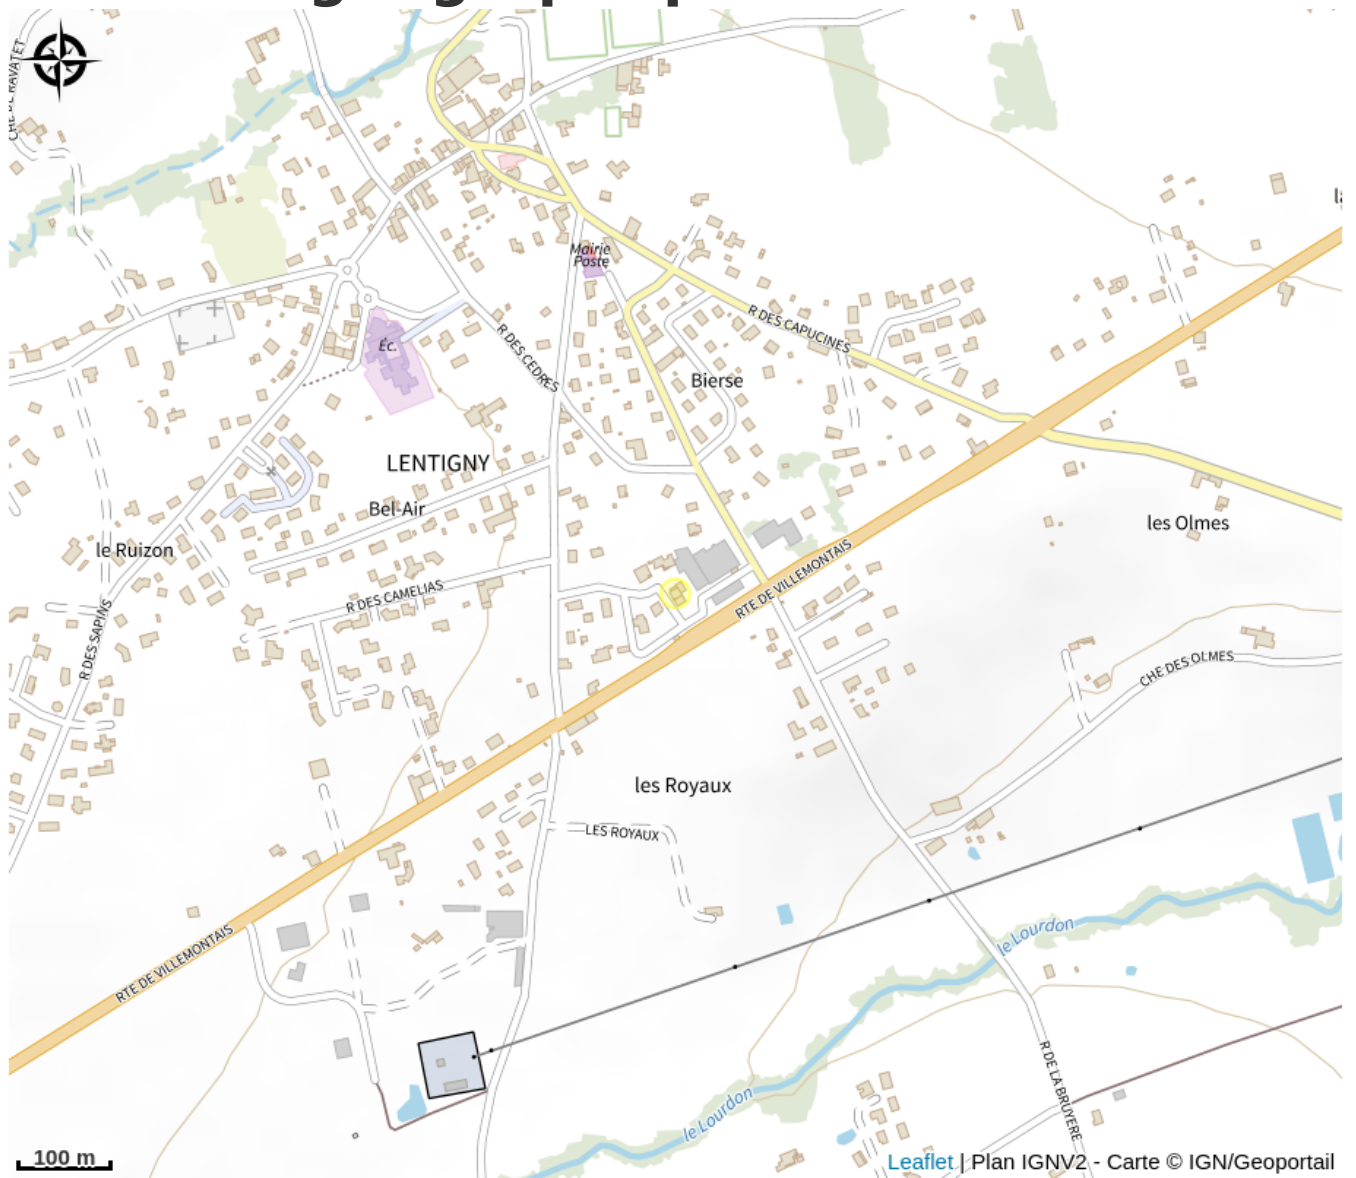 CHE DE RAVATET
Mairie
Poste
R DES CAPUCINES
R DES CEDRES
Éc.
Bierse
LENTIGNY
Bel-Air
les Olmes
le Ruizon
RTE DE VILLEMONTAIS
R DES CAMELIAS
R DES SAPINS
CHE DES OLMES
les Royaux
LES ROYAUX
le Lourdon
RTE DE VILLEMONTAIS
R DE LA BRUYERE
le Lourdon
100 m
Leaflet | Plan IGNV2 - Carte © IGN/Geoportail